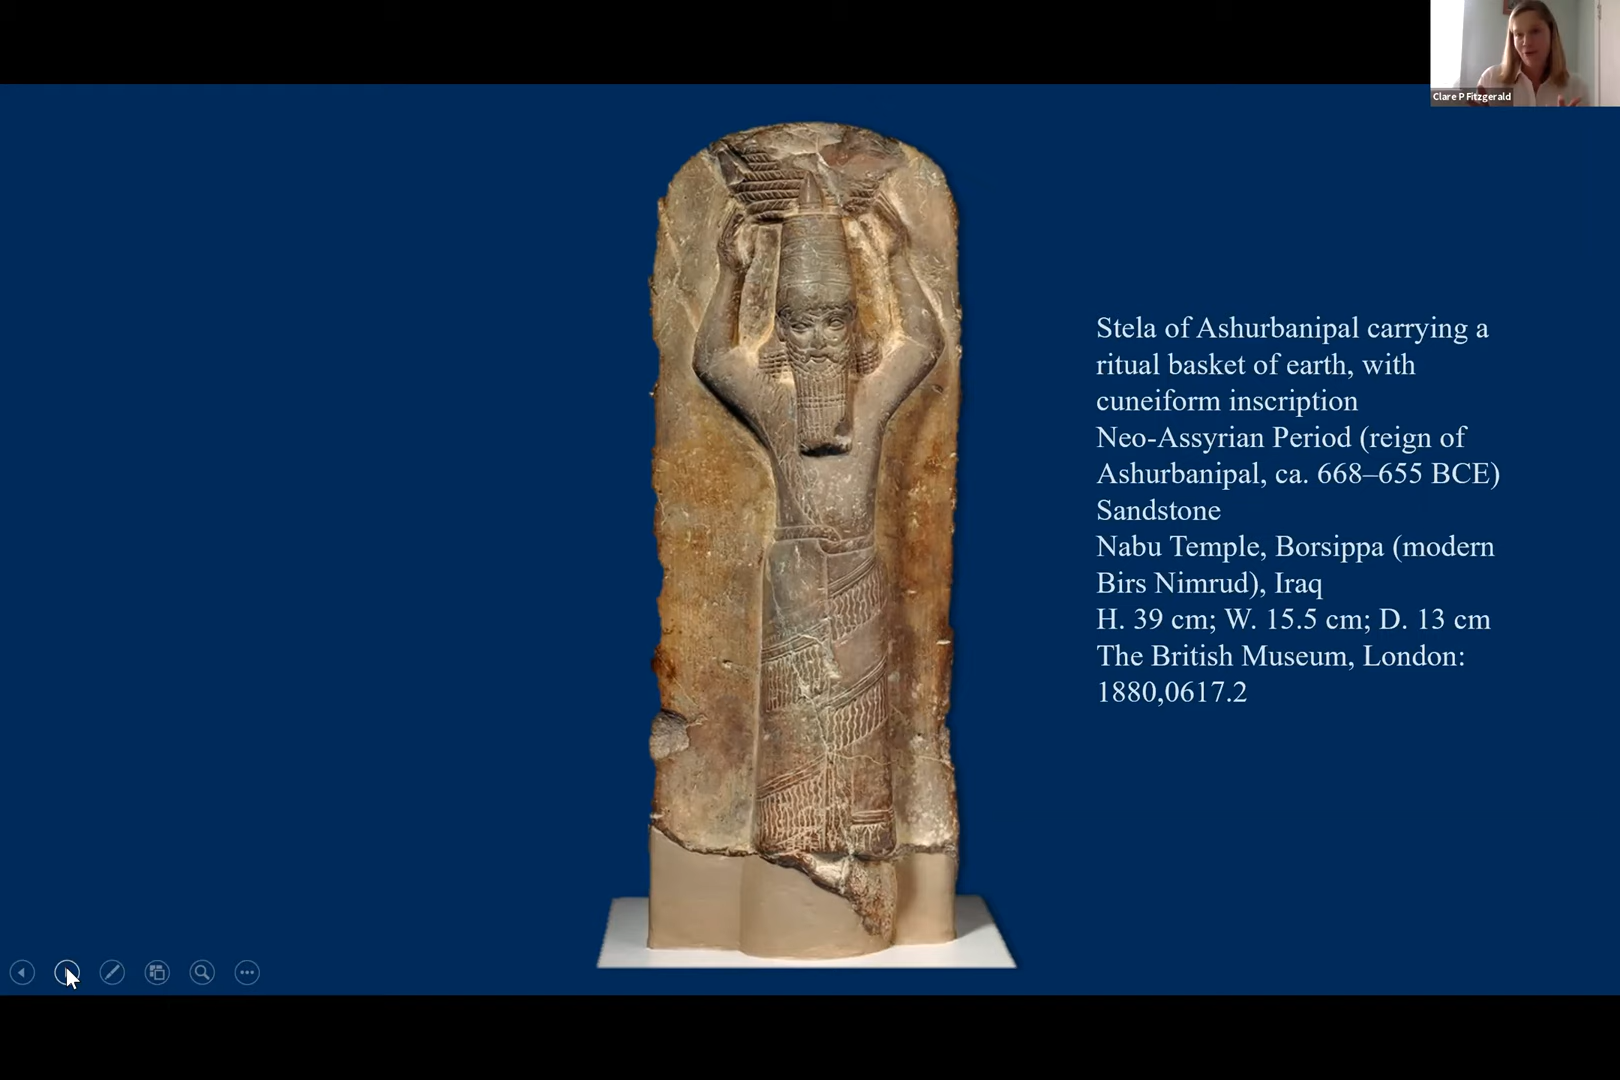 Clare P Fitzgerald
Stela of Ashurbanipal carrying a
ritual basket of earth, with
cuneiform inscription
Neo-Assyrian Period (reign of
Ashurbanipal, ca. 668–655 BCE)
Sandstone
Nabu Temple, Borsippa (modern
Birs Nimrud), Iraq
H. 39 cm; W. 15.5 cm; D. 13 cm
The British Museum, London:
1880,0617.2